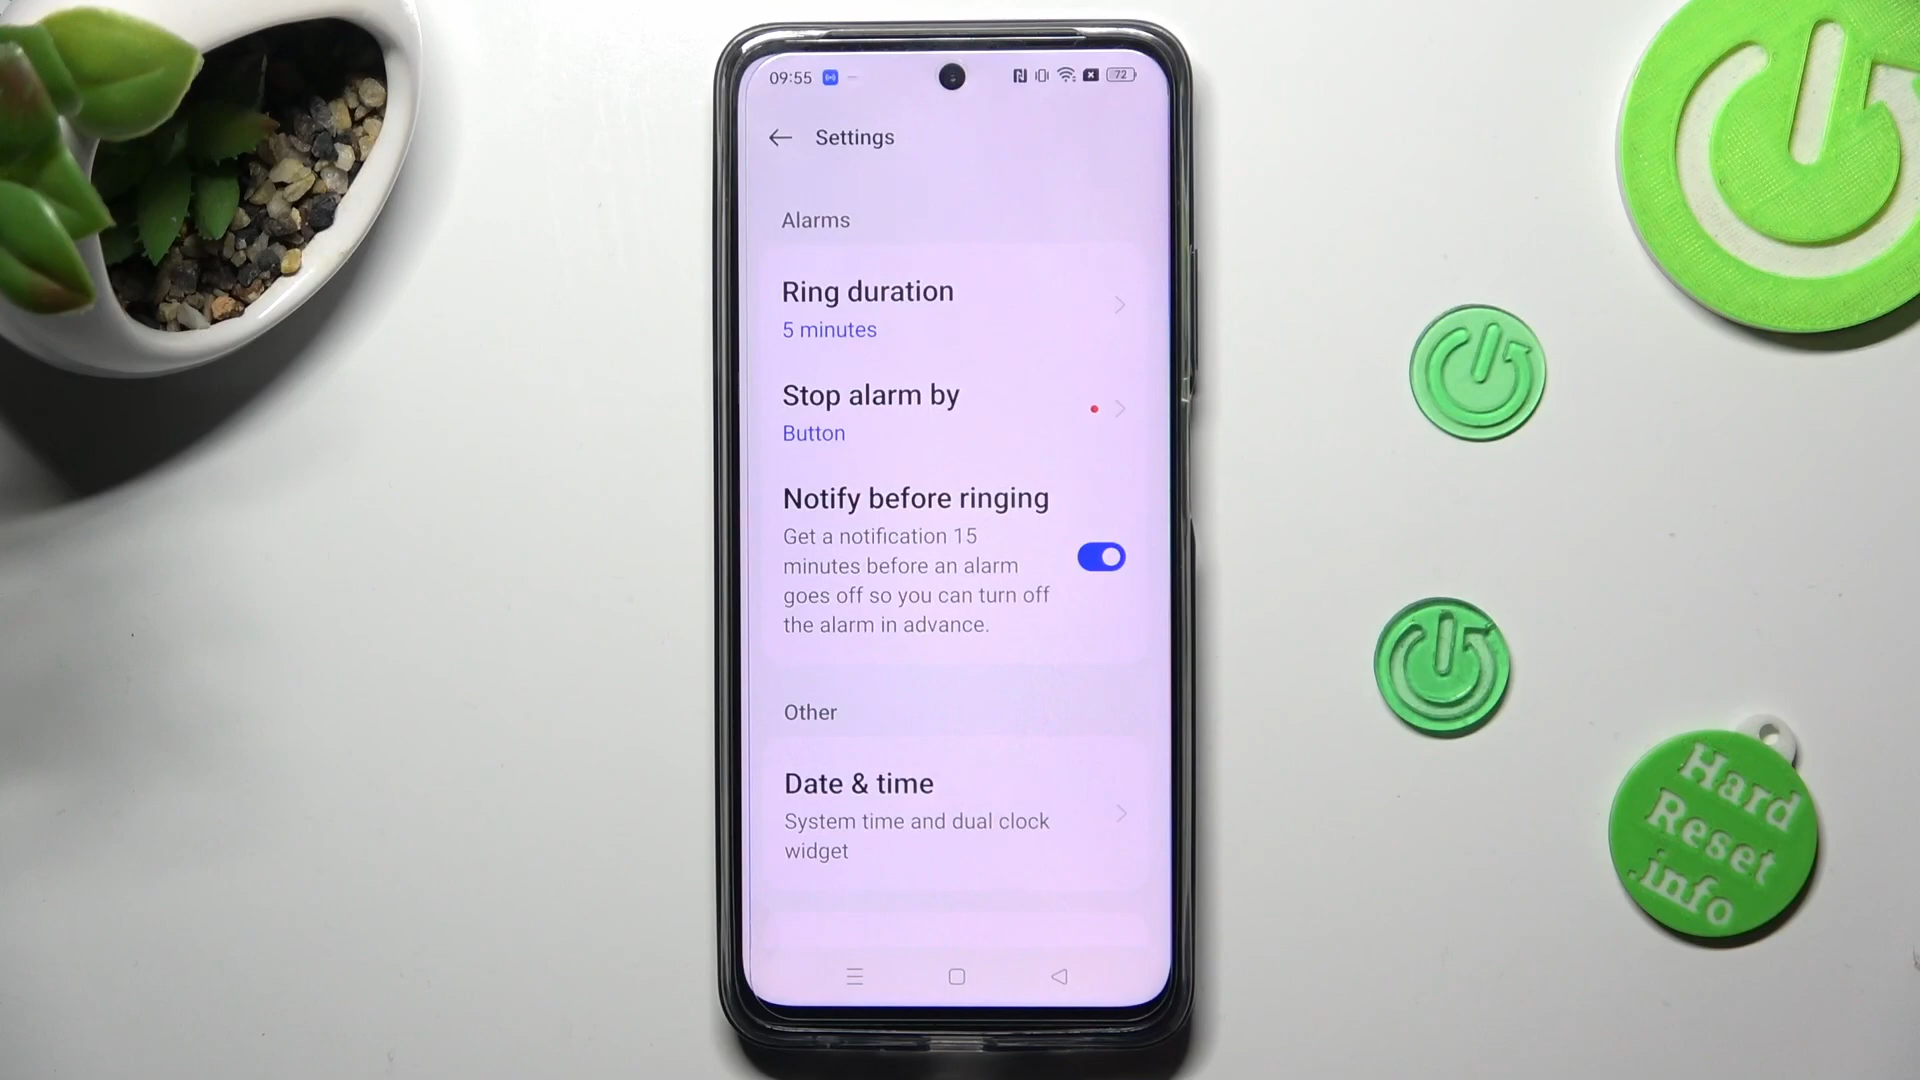 09:55
72
Settings
Alarms
Ring duration
5 minutes
Stop alarm by
Button
Notify before ringing
Get a notification 15
minutes before an alarm
goes off so you can turn off
the alarm in advance.
Other
Date & time
System time and dual clock
widget
Hard
Reset
.info